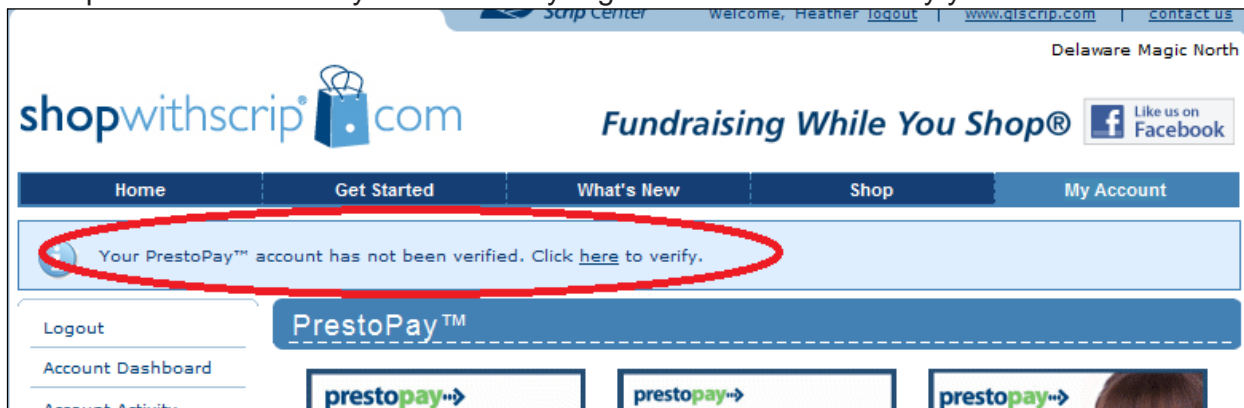 Scrip Center Welcome, Heather logout | www.glscrip.com | contact us
Delaware Magic North
shopwithscrip® com
Fundraising While You Shop®
Like us on
Facebook
Home Get Started What's New Shop My Account
Your PrestoPay™ account has not been verified. Click here to verify.
Logout
PrestoPay™
Account Dashboard
prestopay prestopay prestopay
Account Activity